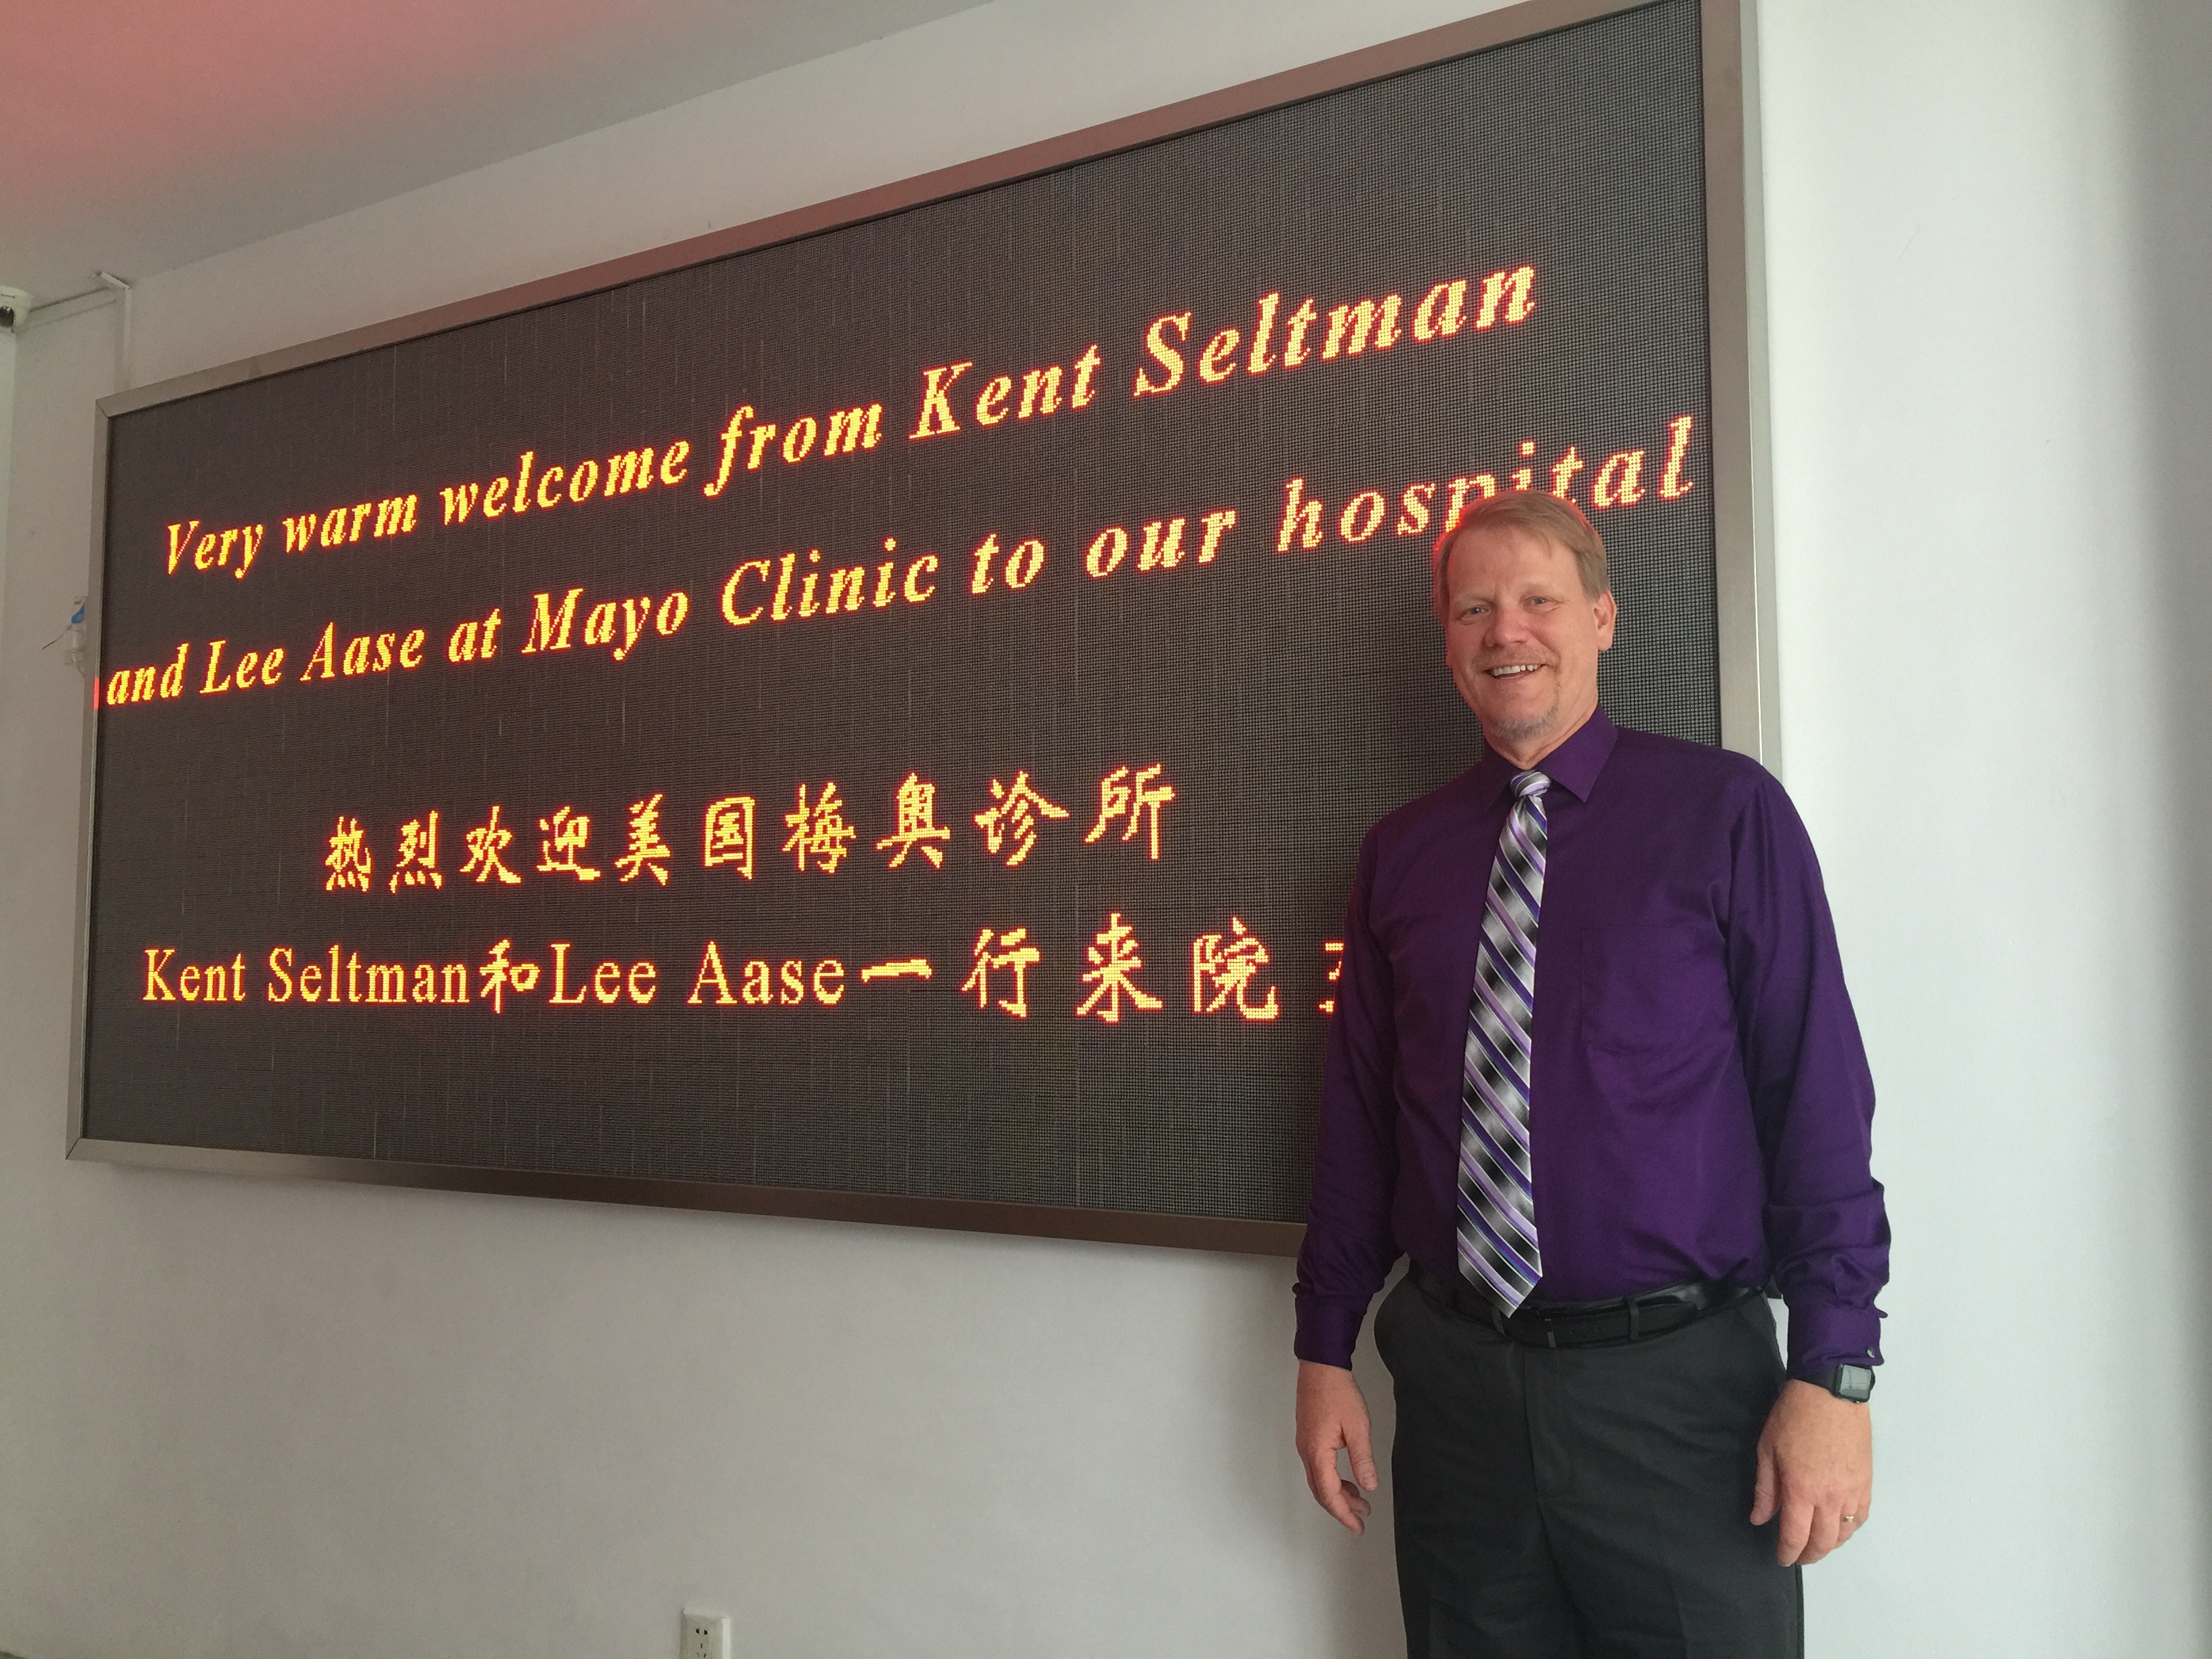 Very warm welcome from Kent Seltman
and Lee Aase at Mayo Clinic to our hospital
热烈欢迎美国梅奥诊所
Kent Seltman和Lee Aase一行来院